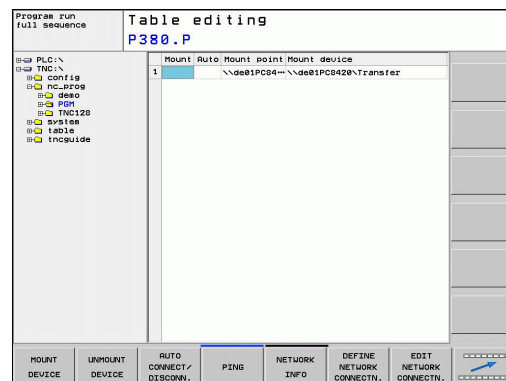 Program run
full sequence
Table editing
P380.P
PLC:\
TNC:\
config
nc_prog
demo
PGM
TNC128
system
table
tncguide
Mount Auto Mount point Mount device
1 \\de01PC84… \\de01PC8420\Transfer
MOUNT
DEVICE
UNMOUNT
DEVICE
AUTO
CONNECT/
DISCONN.
PING
NETWORK
INFO
DEFINE
NETWORK
CONNECTN.
EDIT
NETWORK
CONNECTN.